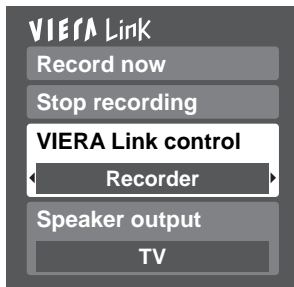 VIERA Link
Record now
Stop recording
VIERA Link control
Recorder
Speaker output
TV